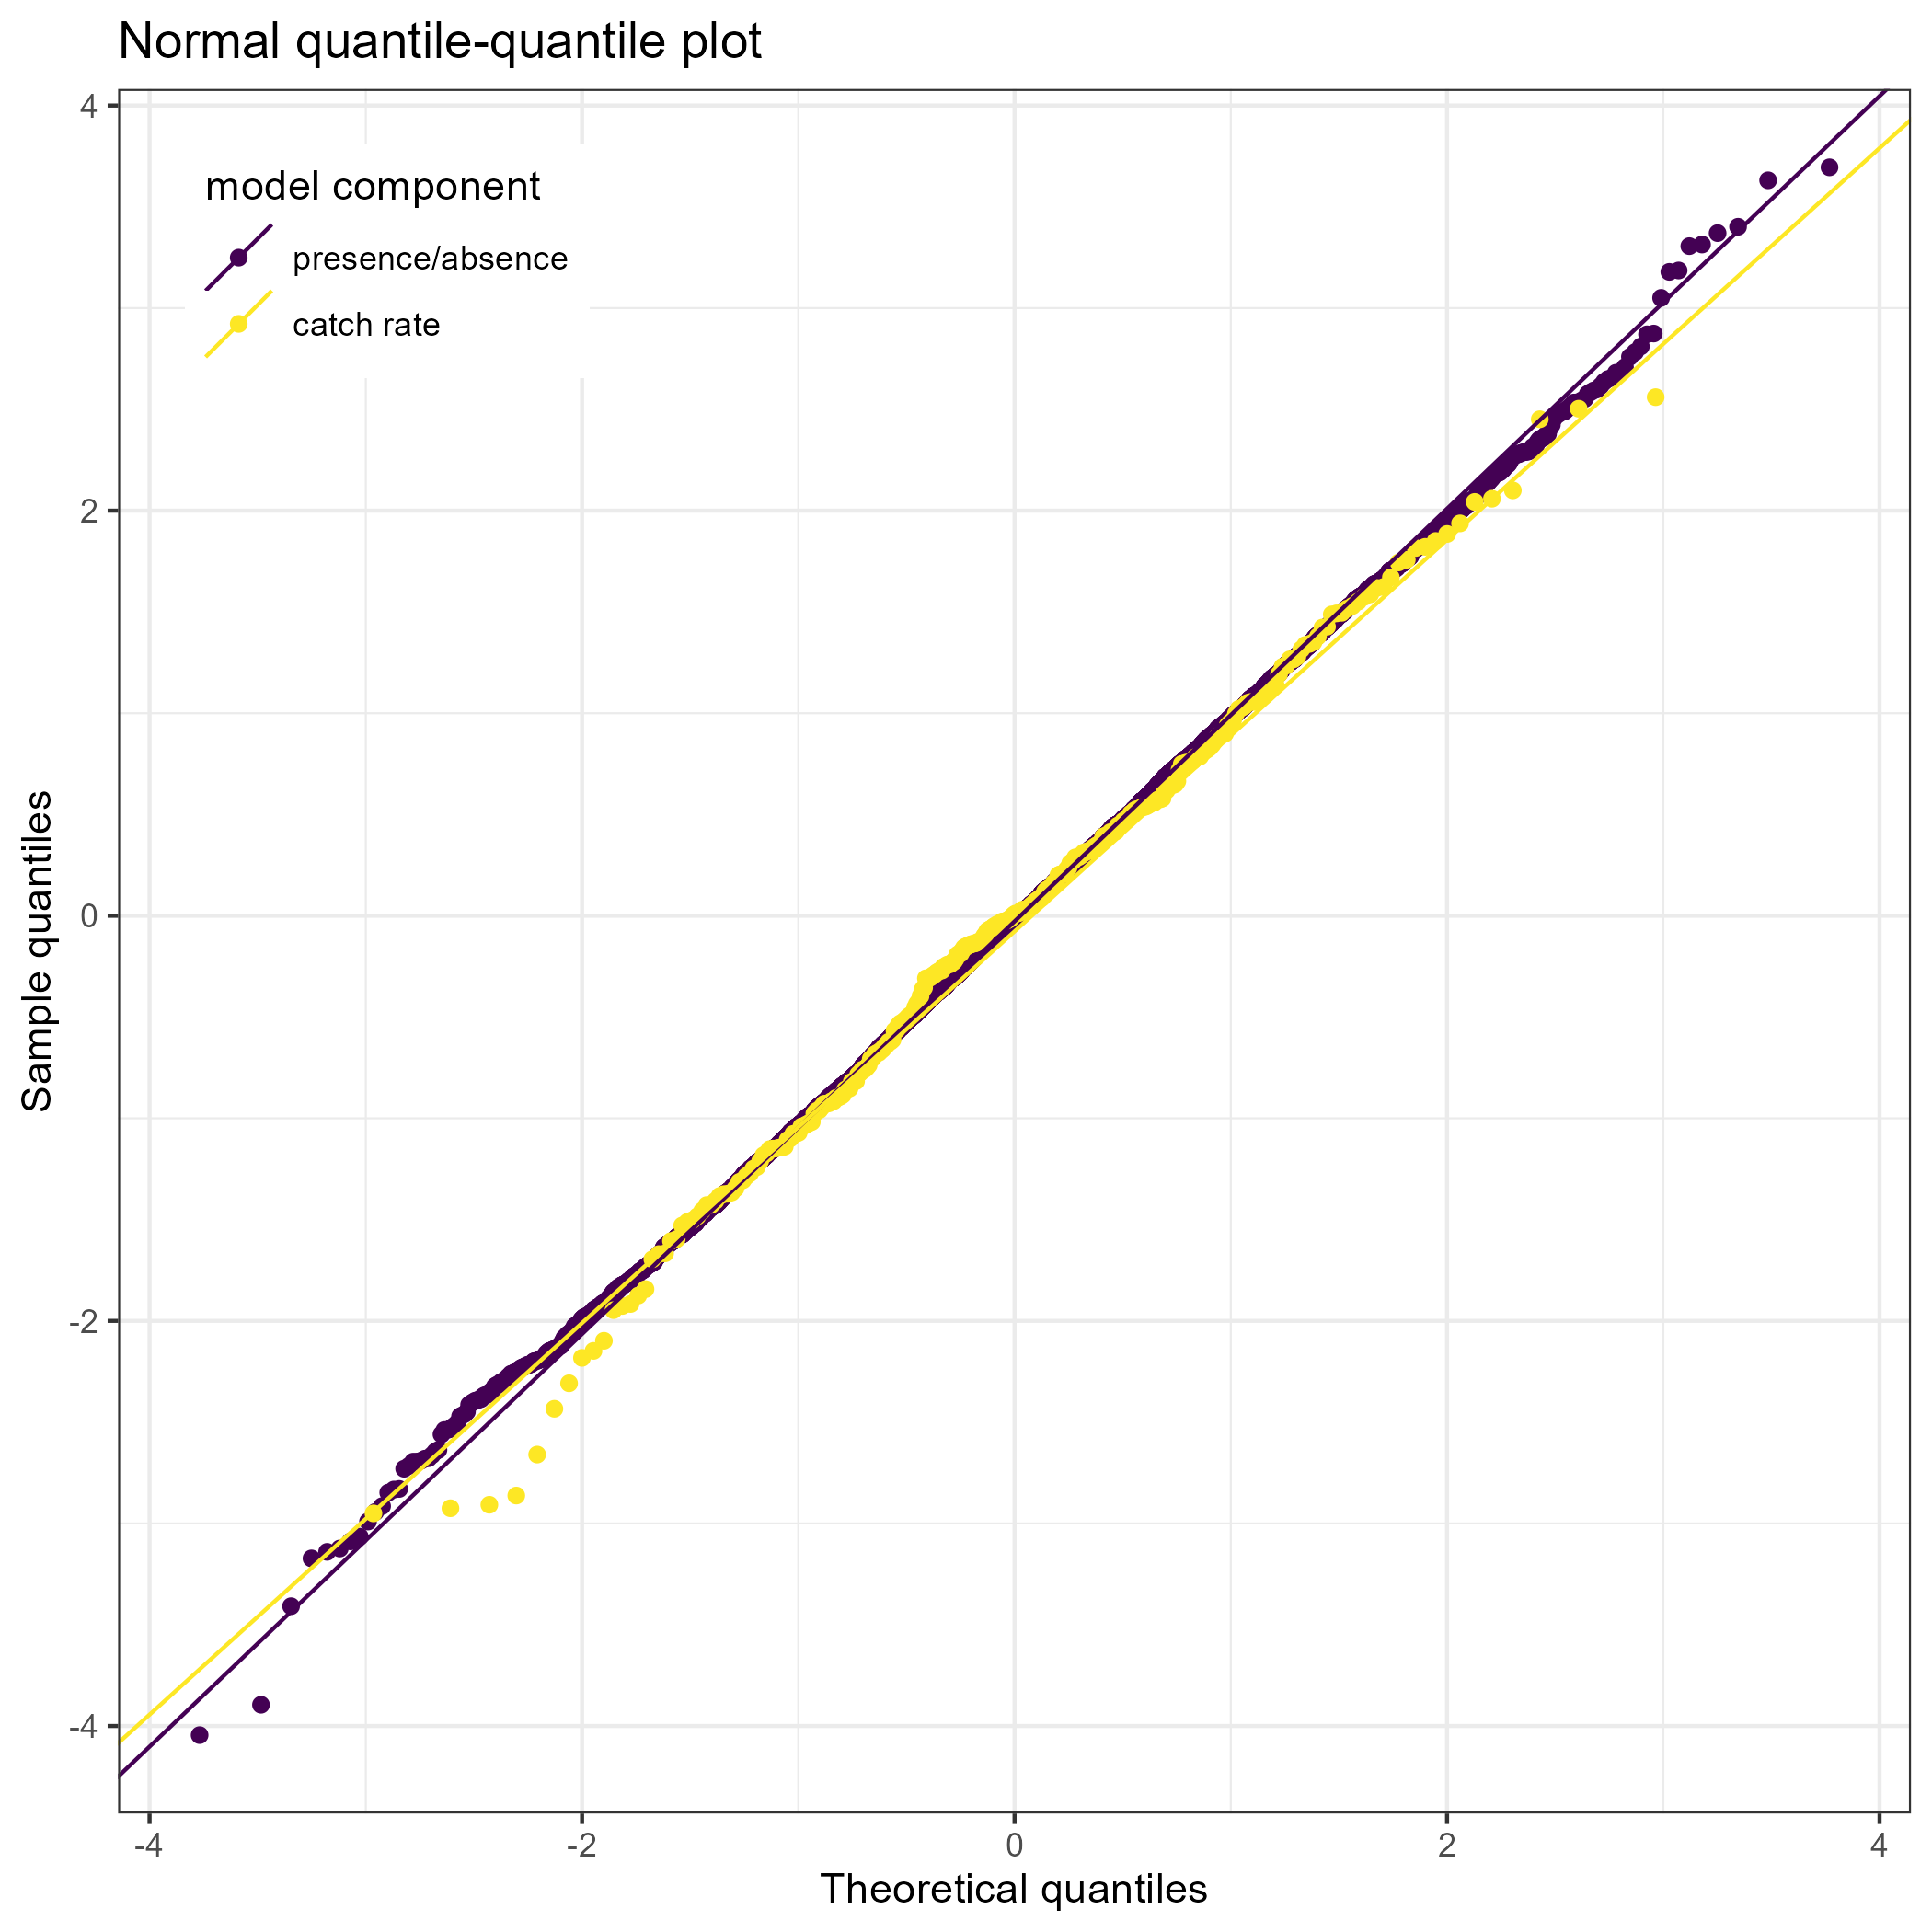 Normal quantile-quantile plot
4
model component
presence/absence
catch rate
2
0
-2
-4
Sample quantiles
-4 -2 0 2 4
Theoretical quantiles